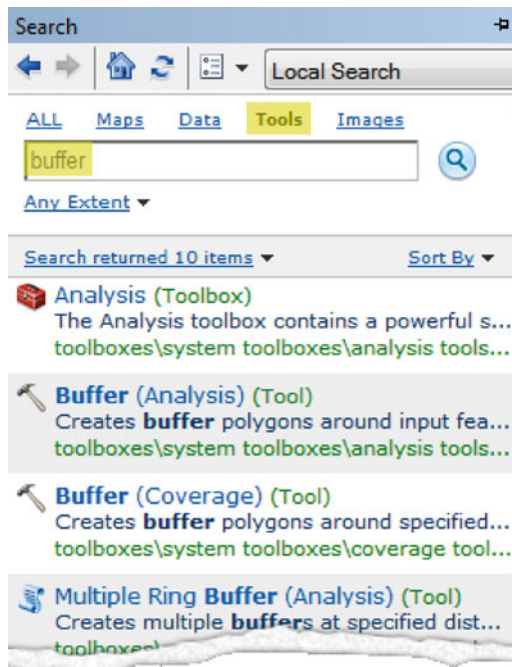 Search
Local Search
ALL Maps Data Tools Images
buffer
Any Extent
Search returned 10 items Sort By
Analysis (Toolbox)
The Analysis toolbox contains a powerful s...
toolboxes\system toolboxes\analysis tools...
Buffer (Analysis) (Tool)
Creates buffer polygons around input fea...
toolboxes\system toolboxes\analysis tools...
Buffer (Coverage) (Tool)
Creates buffer polygons around specified...
toolboxes\system toolboxes\coverage tool...
Multiple Ring Buffer (Analysis) (Tool)
Creates multiple buffers at specified dist...
toolboxes\